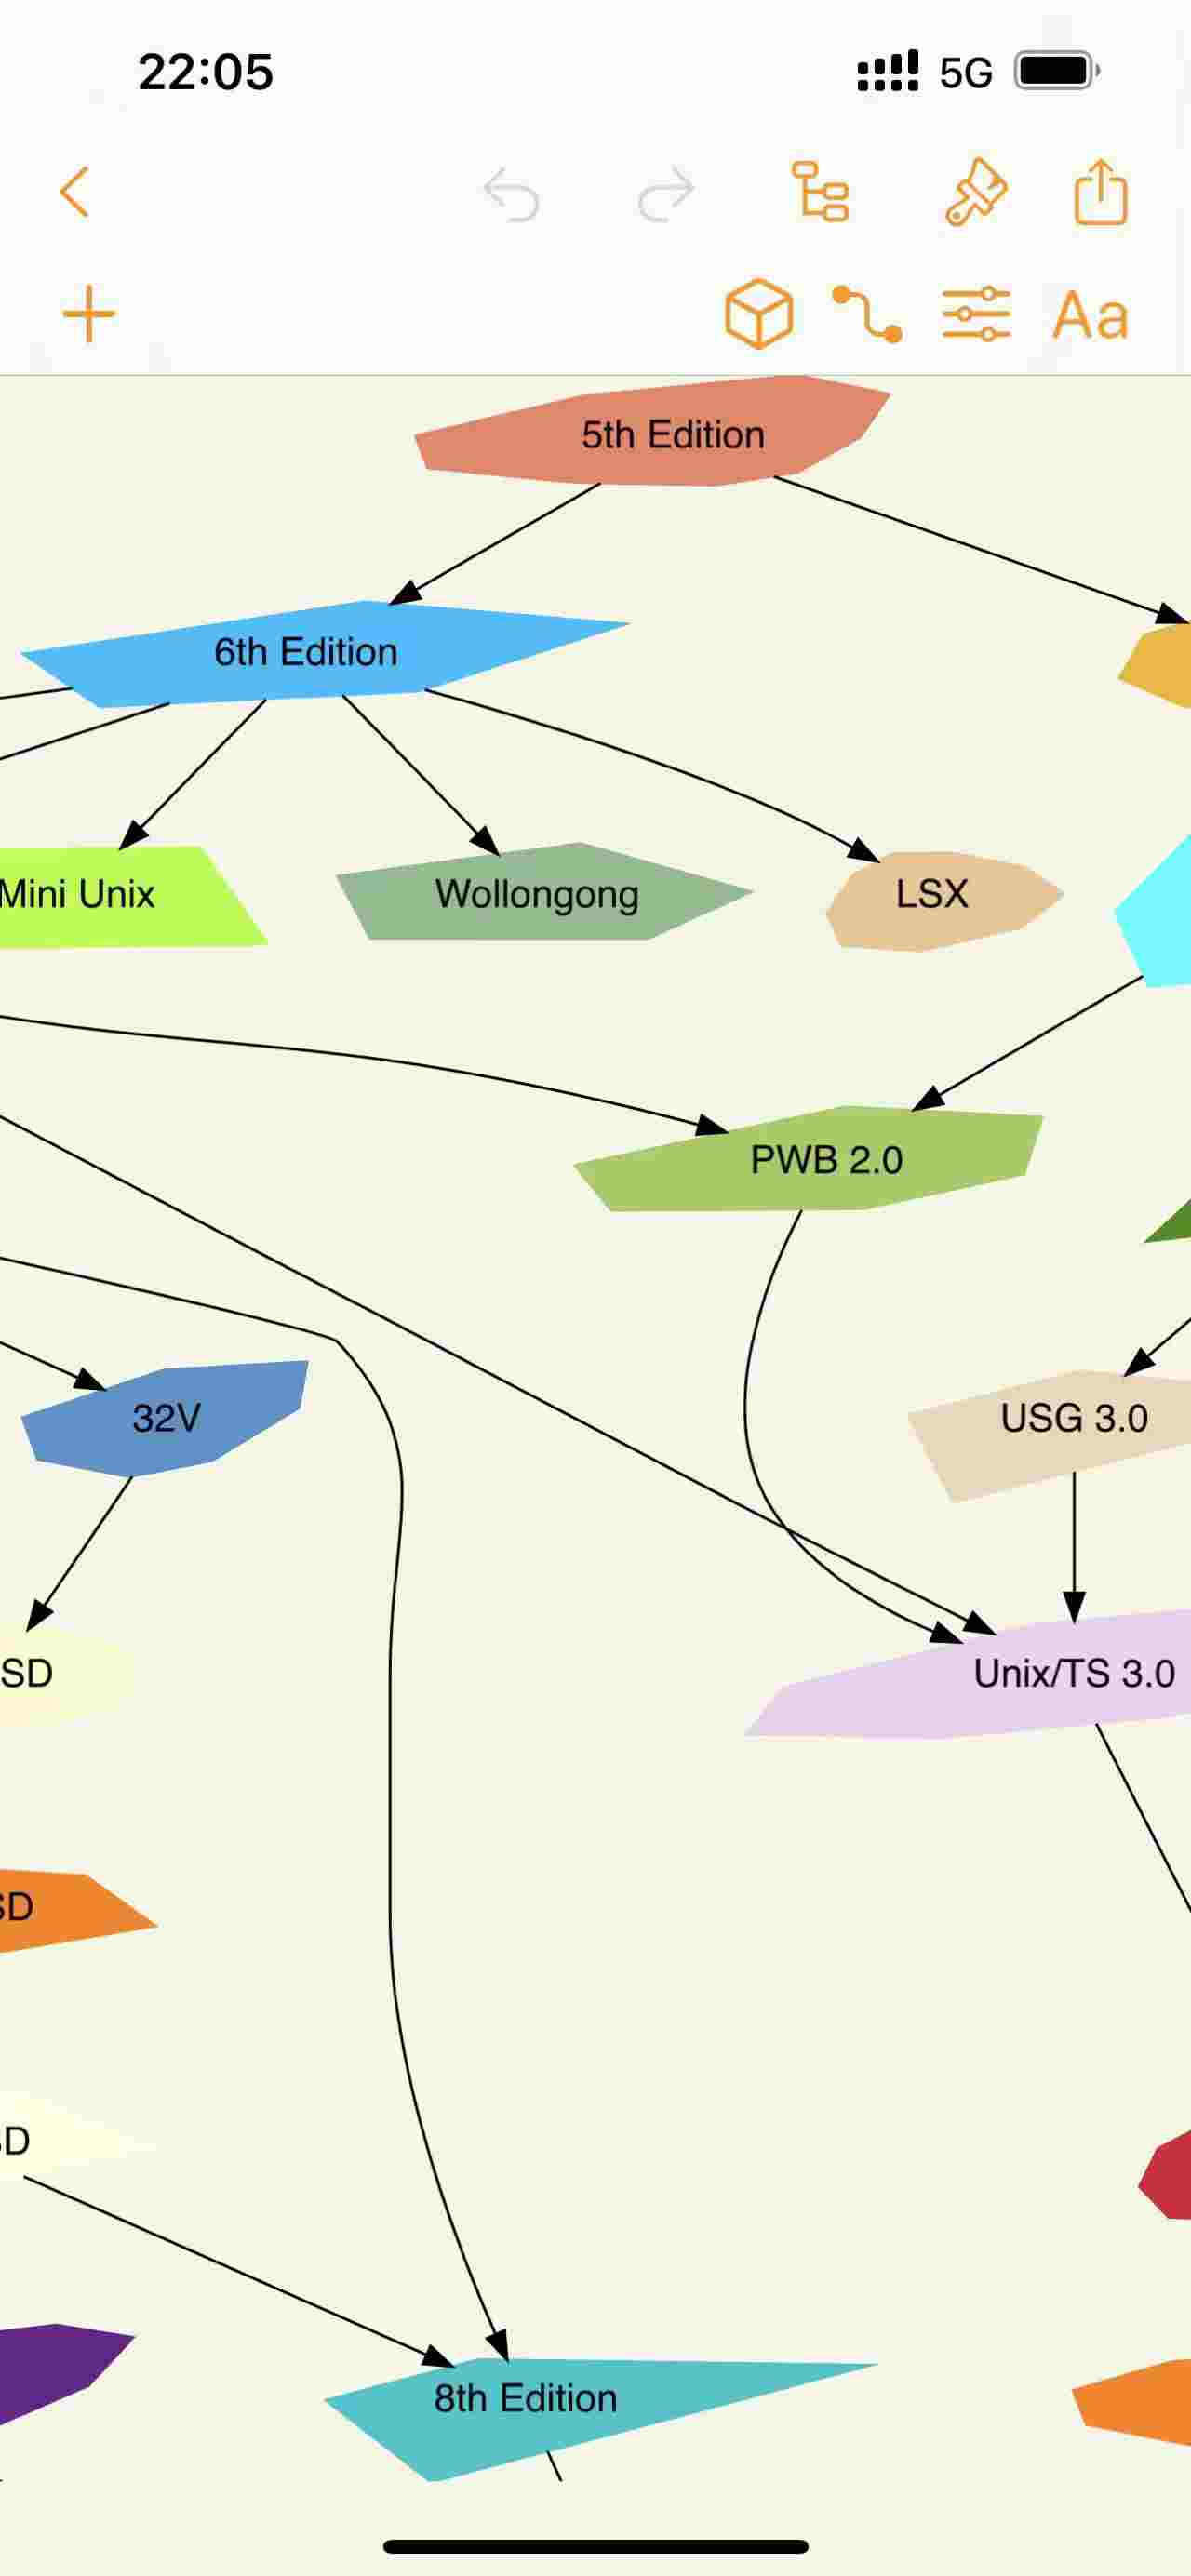 22:05
5G
Aa
5th Edition
6th Edition
Mini Unix
Wollongong
LSX
PWB 2.0
32V
USG 3.0
SD
Unix/TS 3.0
SD
D
8th Edition